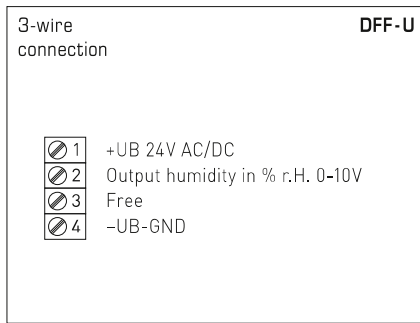 3-wire
connection
DFF-U
1 +UB 24V AC/DC
2 Output humidity in % r.H. 0-10V
3 Free
4 -UB-GND